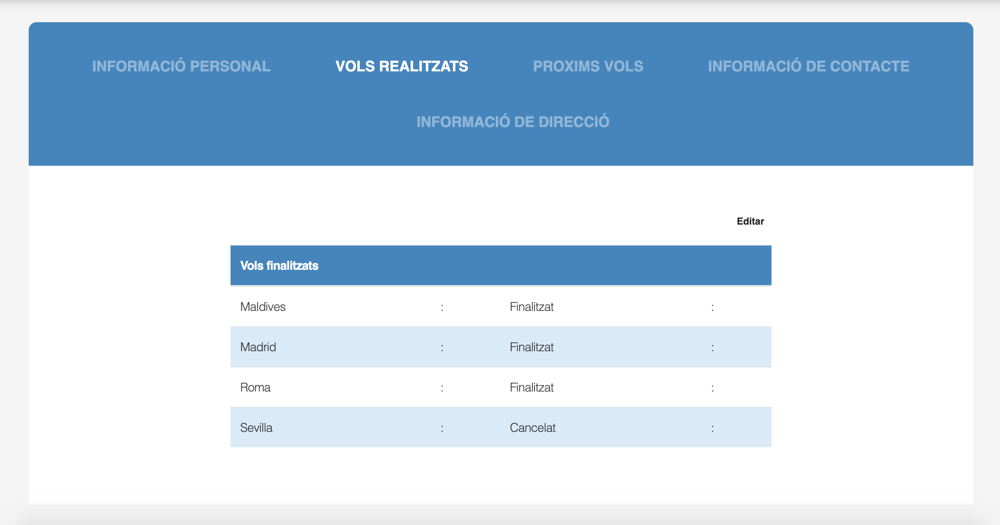 INFORMACIÓ PERSONAL VOLS REALITZATS PROXIMS VOLS INFORMACIÓ DE CONTACTE
INFORMACIÓ DE DIRECCIÓ
Editar
Vols finalitzats
Maldives : Finalitzat :
Madrid : Finalitzat :
Roma : Finalitzat :
Sevilla : Cancelat :